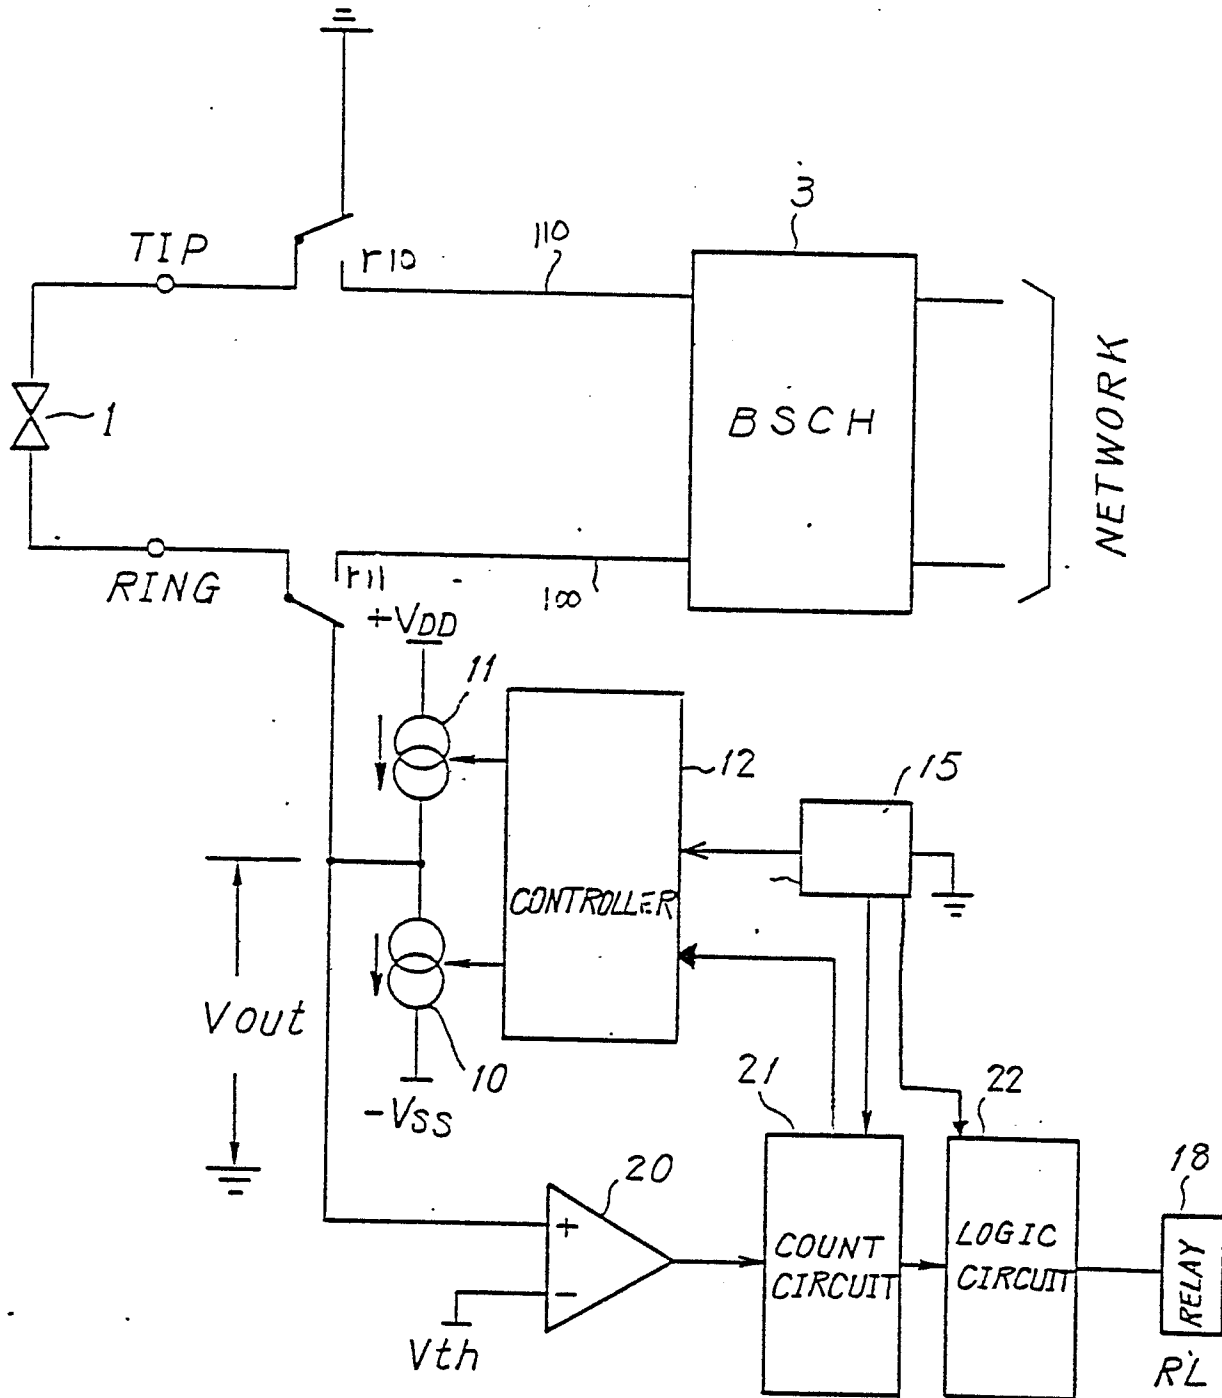 3
TIP
r10
110
1
BSCH
NETWORK
RING
r11
100
+VDD
11
12
15
CONTROLLER
Vout
10
-VSS
21
22
20
18
+
-
COUNT
CIRCUIT
LOGIC
CIRCUIT
RELAY
Vth
RL